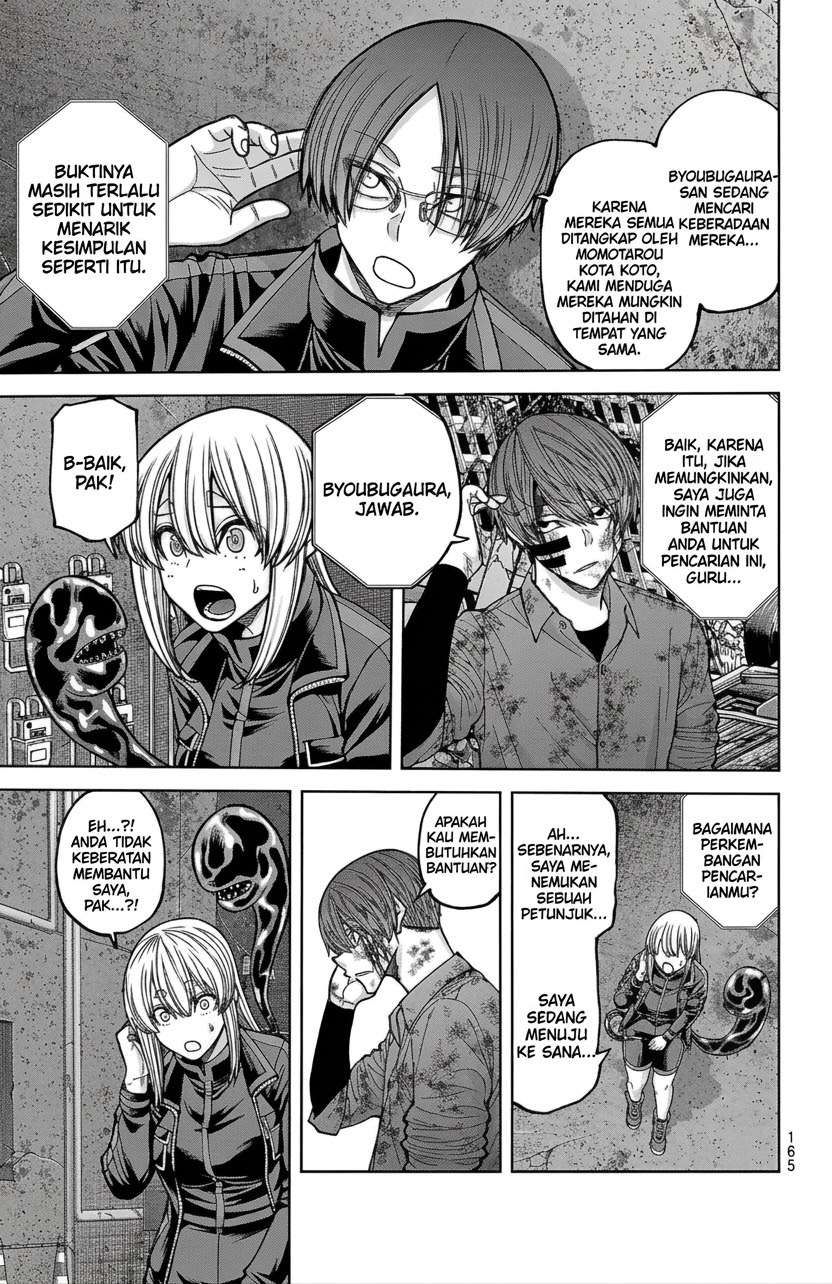 BYOUBUGAURA-
SAN SEDANG
MENCARI
KEBERADAAN
MEREKA...
KARENA
MEREKA SEMUA
DITANGKAP OLEH
MOMOTAROU
KOTA KOTO,
KAMI MENDUGA
MEREKA MUNGKIN
DITAHAN DI
TEMPAT YANG
SAMA.
BUKTINYA
MASIH TERLALU
SEDIKIT UNTUK
MENARIK
KESIMPULAN
SEPERTI ITU.
BAIK, KARENA
ITU, JIKA
MEMUNGKINKAN,
SAYA JUGA
INGIN MEMINTA
BANTUAN
ANDA UNTUK
PENCARIAN INI,
GURU...
BYOUBUGAURA,
JAWAB.
B-BAIK,
PAK!
BAGAIMANA
PERKEM-
BANGAN
PENCAR-
IANMU?
AH...
SEBENARNYA,
SAYA ME-
NEMUKAN
SEBUAH
PETUNJUK...
SAYA
SEDANG
MENUJU
KE SANA...
APAKAH
KAU MEM-
BUTUHKAN
BANTUAN?
EH...?!
ANDA TIDAK
KEBERATAN
MEMBANTU
SAYA,
PAK...?!
165